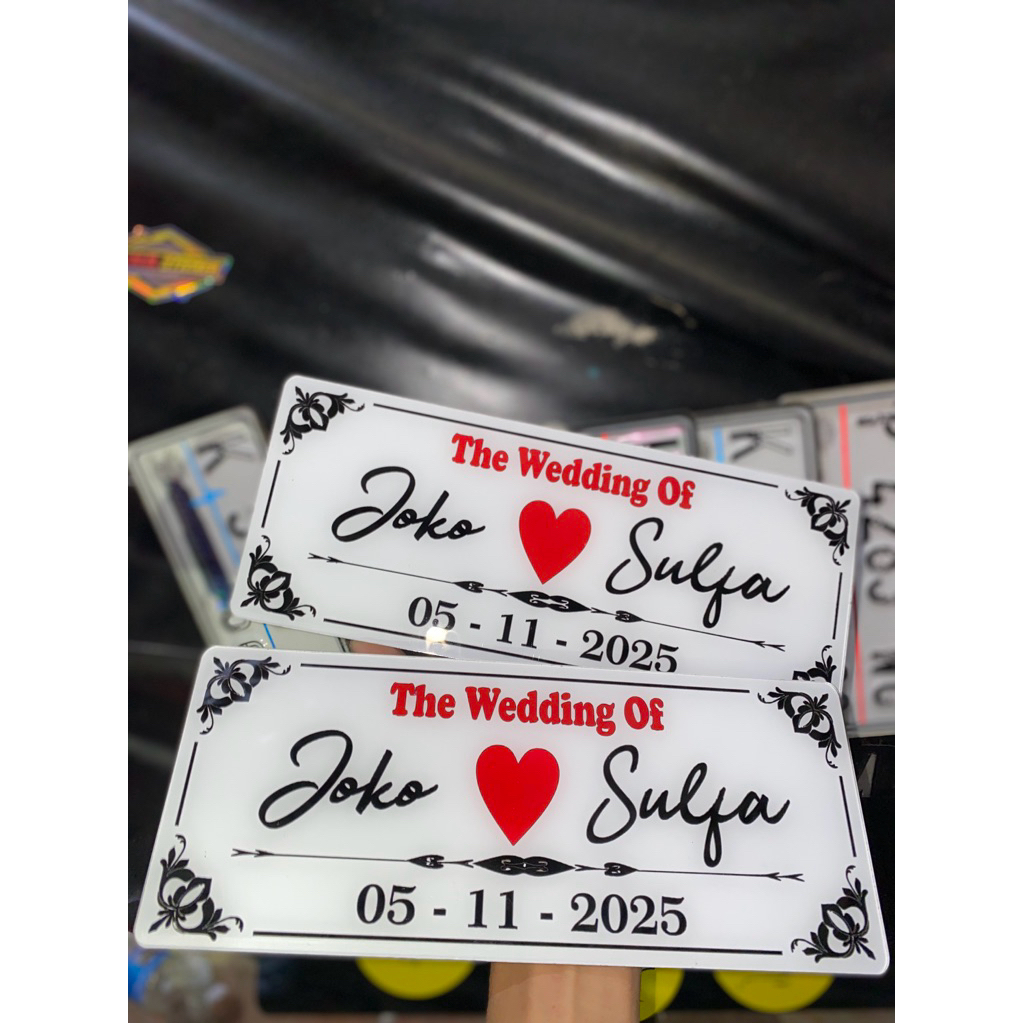 The Wedding Of
Joko Sulfa
05 - 11 - 2025
The Wedding Of
Joko Sulfa
05 - 11 - 2025
K
K